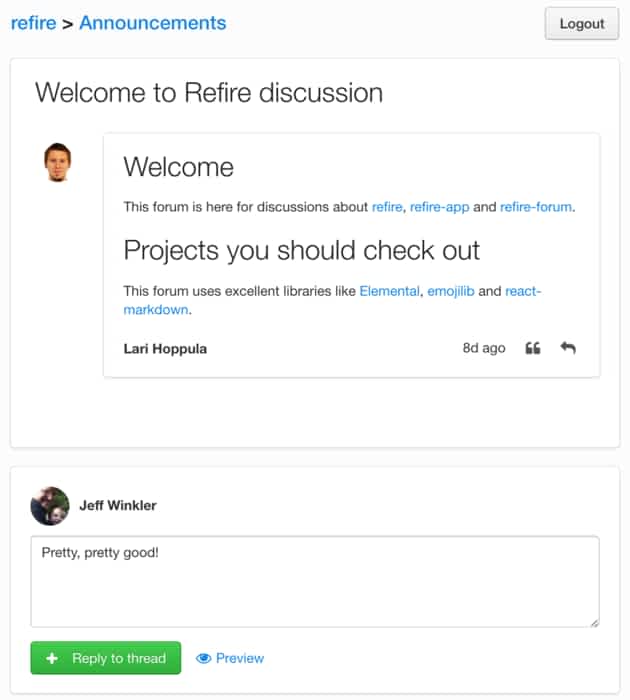 refire > Announcements
Logout
Welcome to Refire discussion
Welcome
This forum is here for discussions about refire, refire-app and refire-forum.
Projects you should check out
This forum uses excellent libraries like Elemental, emojilib and react-
markdown.
Lari Hoppula
8d ago
Jeff Winkler
Pretty, pretty good!
Reply to thread
Preview